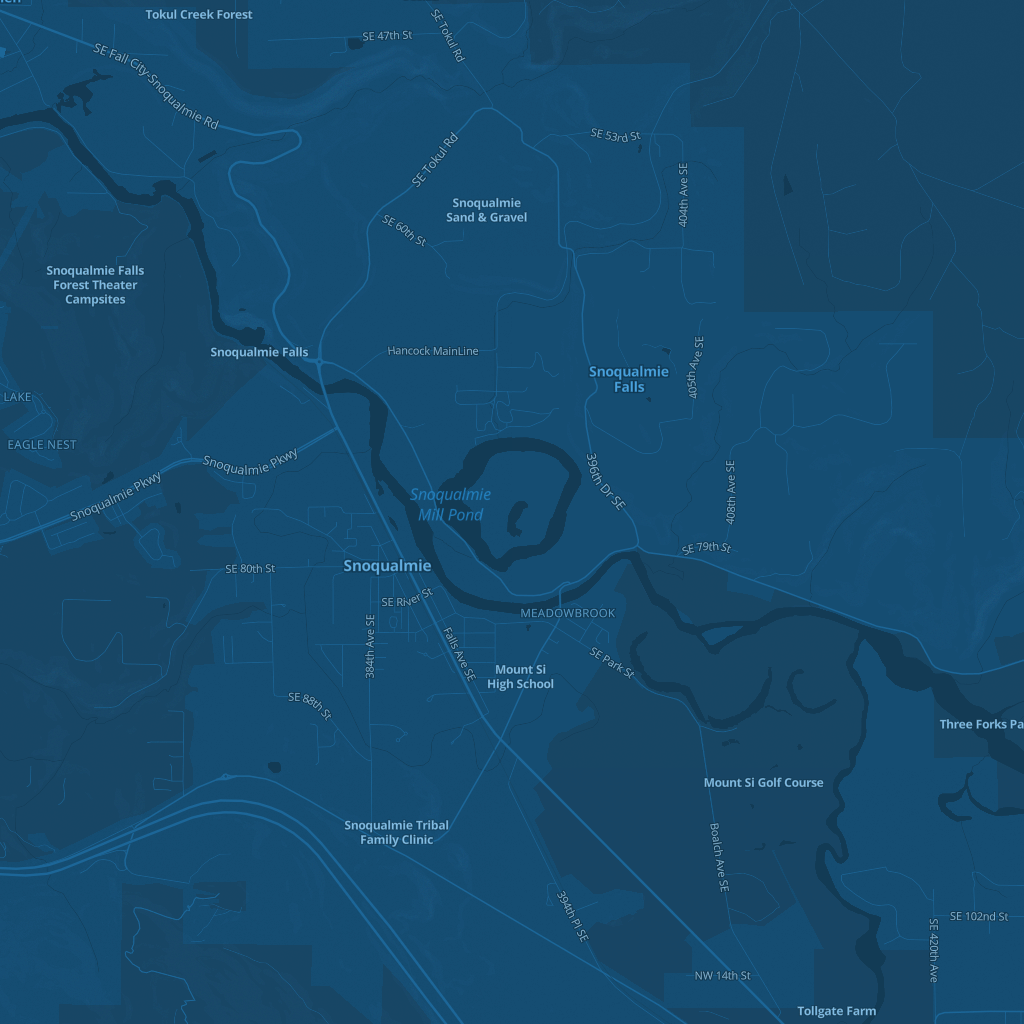 Tokul Creek Forest
SE 47th St
SE Tokul Rd
SE Fall City-Snoqualmie Rd
SE 53rd St
SE Tokul Rd
404th Ave SE
Snoqualmie
Sand & Gravel
SE 60th St
Snoqualmie Falls
Forest Theater
Campsites
Snoqualmie Falls
Hancock MainLine
Snoqualmie
Falls
405th Ave SE
LAKE
EAGLE NEST
Snoqualmie Pkwy
Snoqualmie Pkwy
396th Dr SE
408th Ave SE
Snoqualmie
Mill Pond
SE 79th St
Snoqualmie
SE 80th St
SE River St
MEADOWBROOK
384th Ave SE
Falls Ave SE
SE Park St
Mount Si
High School
SE 88th St
Three Forks Pa
Mount Si Golf Course
Snoqualmie Tribal
Family Clinic
Boalch Ave SE
394th Pl SE
SE 102nd St
SE 420th Ave
NW 14th St
Tollgate Farm